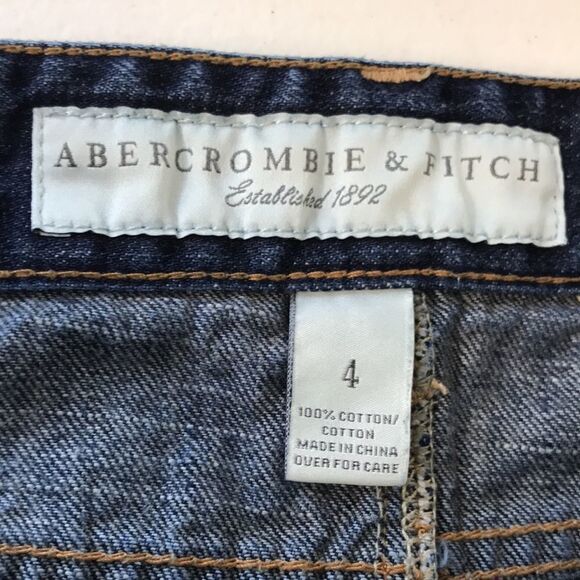 ABERCROMBIE & FITCH
Established 1892
4
100% COTTON/
COTTON
MADE IN CHINA
OVER FOR CARE